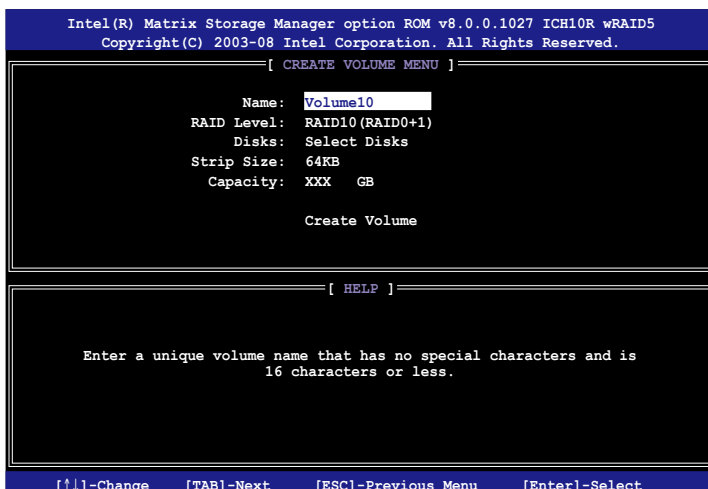 Intel(R) Matrix Storage Manager option ROM v8.0.0.1027 ICH10R wRAID5
Copyright(C) 2003-08 Intel Corporation. All Rights Reserved.
[ CREATE VOLUME MENU ]
Name: Volume10
RAID Level: RAID10(RAID0+1)
Disks: Select Disks
Strip Size: 64KB
Capacity: XXX GB
Create Volume
[ HELP ]
Enter a unique volume name that has no special characters and is
16 characters or less.
[↑↓]-Change [TAB]-Next [ESC]-Previous Menu [Enter]-Select